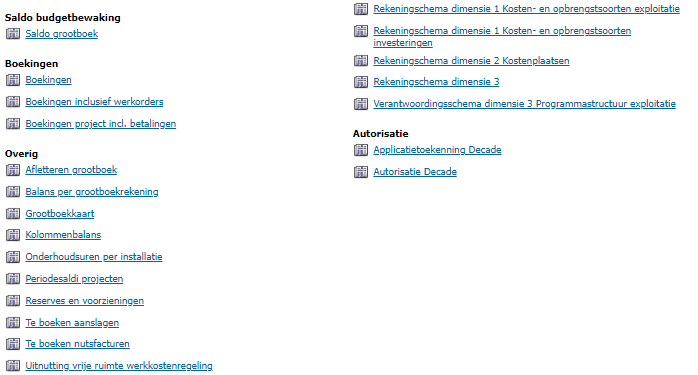 Saldo budgetbewaking
Saldo grootboek
Boekingen
Boekingen
Boekingen inclusief werkorders
Boekingen project incl. betalingen
Overig
Afletteren grootboek
Balans per grootboekrekening
Grootboekkaart
Kolommenbalans
Onderhoudsuren per installatie
Periodesaldi projecten
Reserves en voorzieningen
Te boeken aanslagen
Te boeken nutsfacturen
Uitnutting vrije ruimte werkkostenregeling
Rekeningschema dimensie 1 Kosten- en opbrengstsoorten exploitatie
Rekeningschema dimensie 1 Kosten- en opbrengstsoorten
investeringen
Rekeningschema dimensie 2 Kostenplaatsen
Rekeningschema dimensie 3
Verantwoordingsschema dimensie 3 Programmastructuur exploitatie
Autorisatie
Applicatietoekenning Decade
Autorisatie Decade